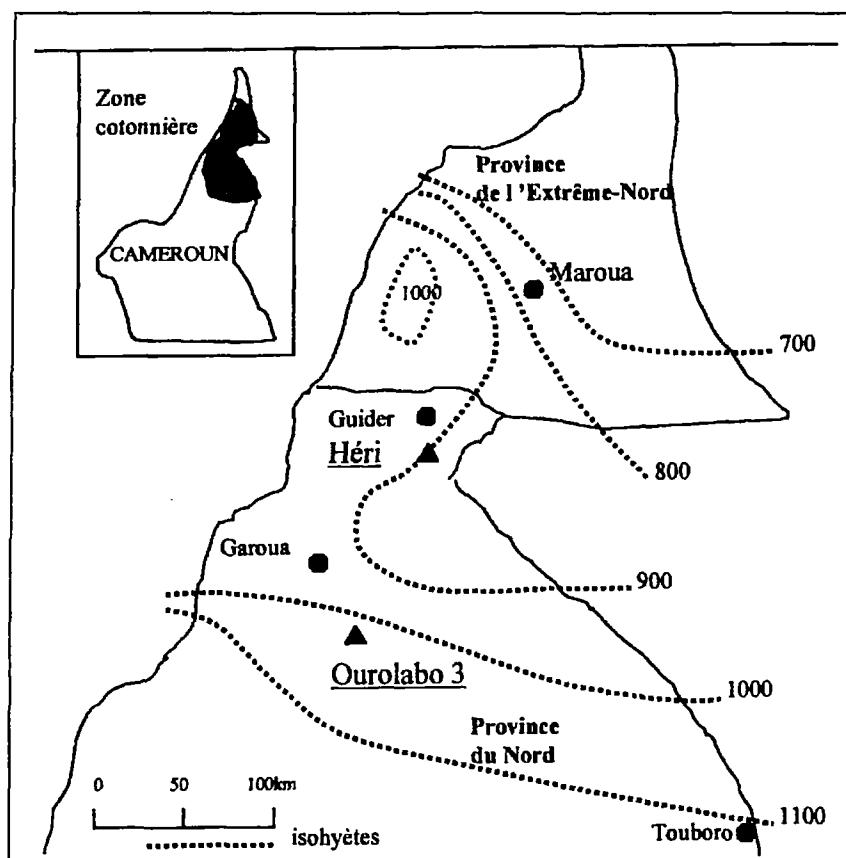 Zone
cotonnière
CAMEROUN
Province
de l'Extrême-Nord
1000
Maroua
700
Guider
Héri
800
Garoua
900
Ourolabo 3
1000
Province
du Nord
0 50 100km
1100
Touboro
isohyètes